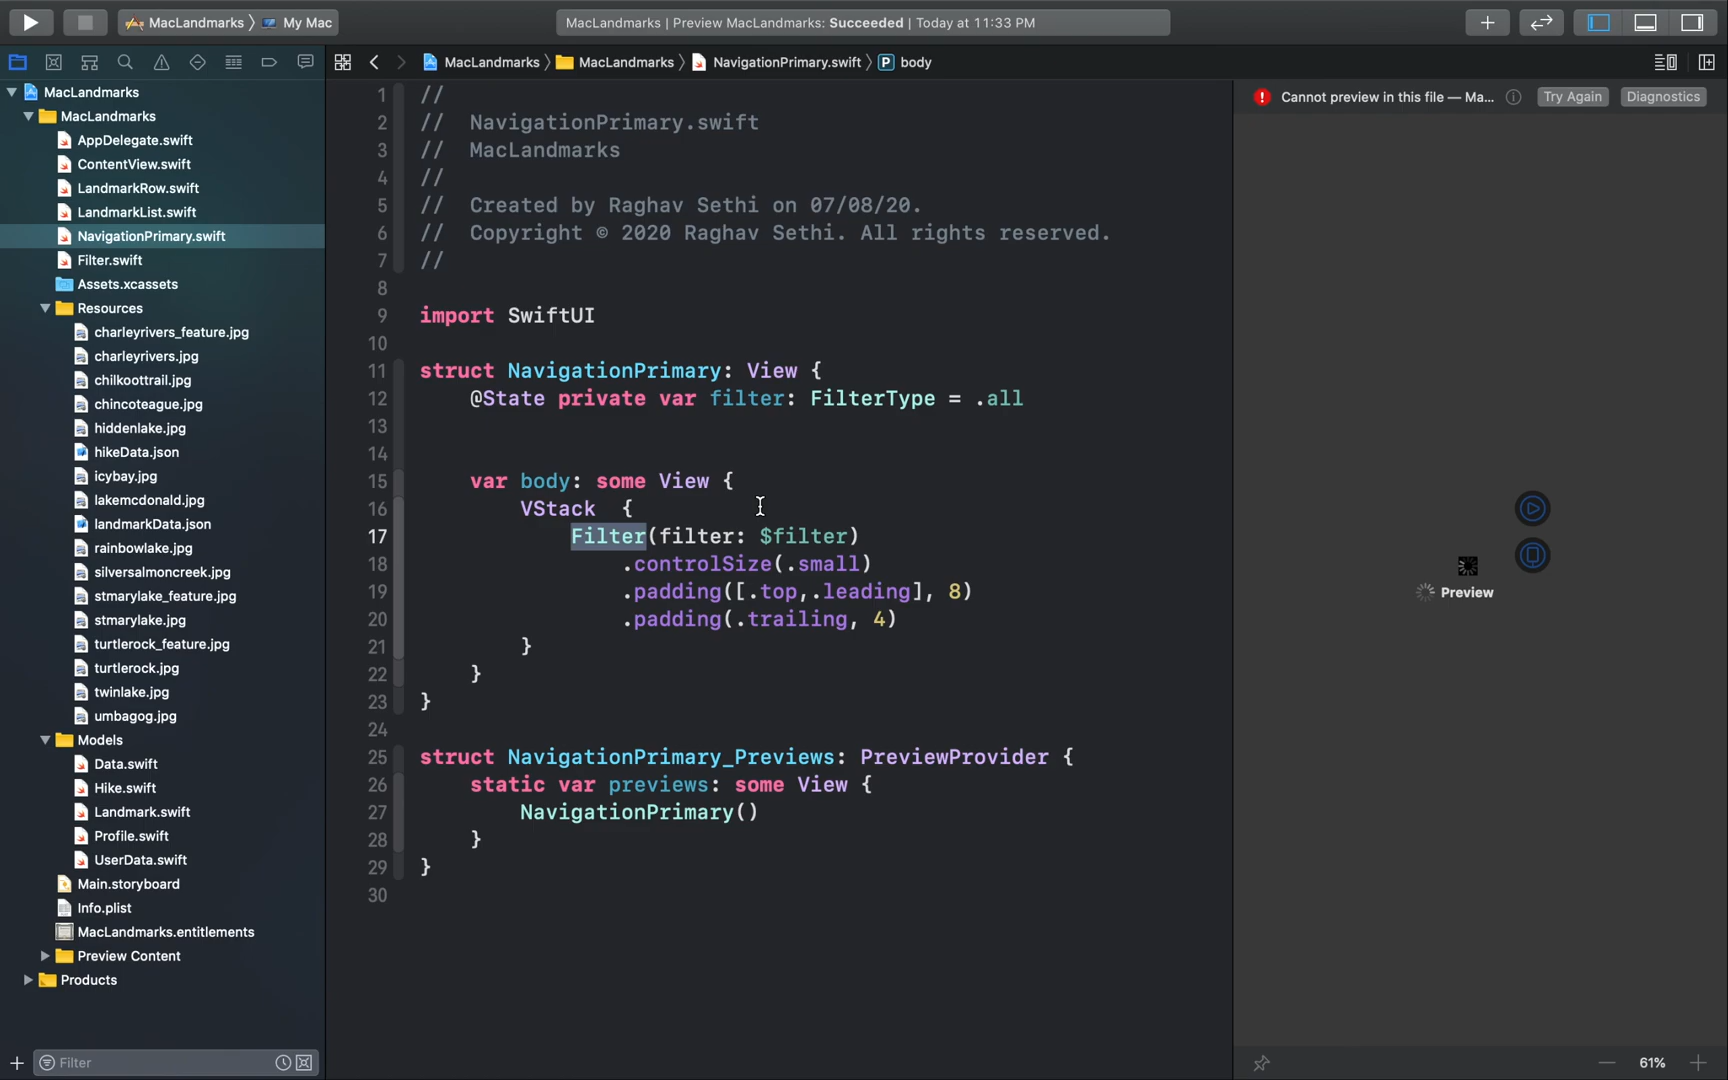 MacLandmarks 〉 My Mac
MacLandmarks | Preview MacLandmarks: Succeeded | Today at 11:33 PM
MacLandmarks 〉 MacLandmarks 〉 NavigationPrimary.swift 〉 P body
MacLandmarks
MacLandmarks
AppDelegate.swift
ContentView.swift
LandmarkRow.swift
LandmarkList.swift
NavigationPrimary.swift
Filter.swift
Assets.xcassets
Resources
charleyrivers_feature.jpg
charleyrivers.jpg
chilkoottrail.jpg
chincoteague.jpg
hiddenlake.jpg
hikeData.json
icybay.jpg
lakemcdonald.jpg
landmarkData.json
rainbowlake.jpg
silversalmoncreek.jpg
stmarylake_feature.jpg
stmarylake.jpg
turtlerock_feature.jpg
turtlerock.jpg
twinlake.jpg
umbagog.jpg
Models
Data.swift
Hike.swift
Landmark.swift
Profile.swift
UserData.swift
Main.storyboard
Info.plist
MacLandmarks.entitlements
Preview Content
Products
Filter
1 //
2 // NavigationPrimary.swift
3 // MacLandmarks
4 //
5 // Created by Raghav Sethi on 07/08/20.
6 // Copyright © 2020 Raghav Sethi. All rights reserved.
7 //
8
9 import SwiftUI
10
11 struct NavigationPrimary: View {
12 @State private var filter: FilterType = .all
13
14
15 var body: some View {
16 VStack {
17 Filter(filter: $filter)
18 .controlSize(.small)
19 .padding([.top,.leading], 8)
20 .padding(.trailing, 4)
21 }
22 }
23 }
24
25 struct NavigationPrimary_Previews: PreviewProvider {
26 static var previews: some View {
27 NavigationPrimary()
28 }
29 }
30
Cannot preview in this file — Ma...
Try Again
Diagnostics
Preview
61%